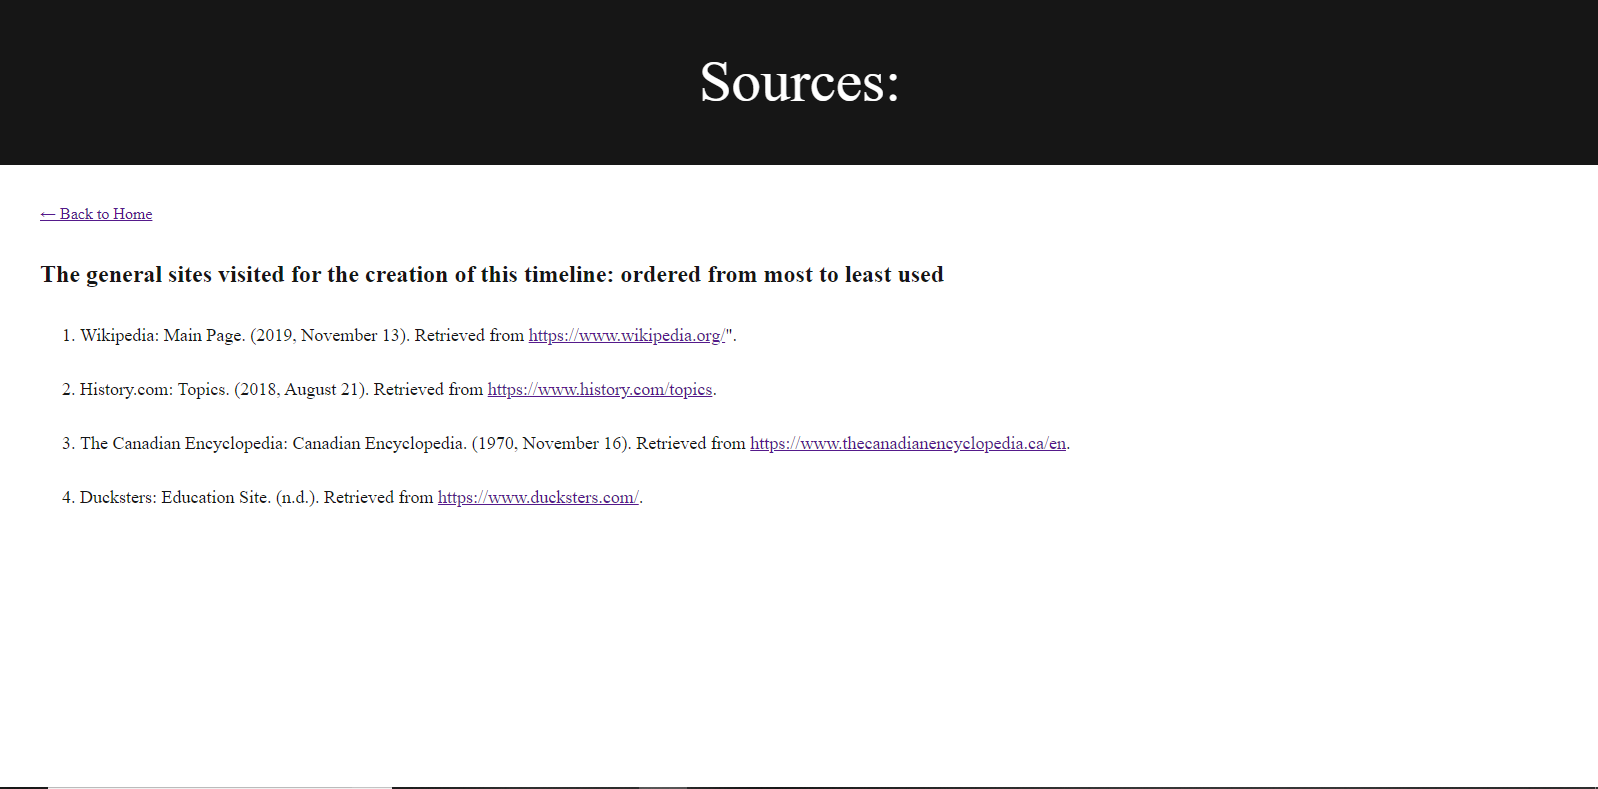 Sources:
← Back to Home
The general sites visited for the creation of this timeline: ordered from most to least used
1. Wikipedia: Main Page. (2019, November 13). Retrieved from https://www.wikipedia.org/".
2. History.com: Topics. (2018, August 21). Retrieved from https://www.history.com/topics.
3. The Canadian Encyclopedia: Canadian Encyclopedia. (1970, November 16). Retrieved from https://www.thecanadianencyclopedia.ca/en.
4. Ducksters: Education Site. (n.d.). Retrieved from https://www.ducksters.com/.